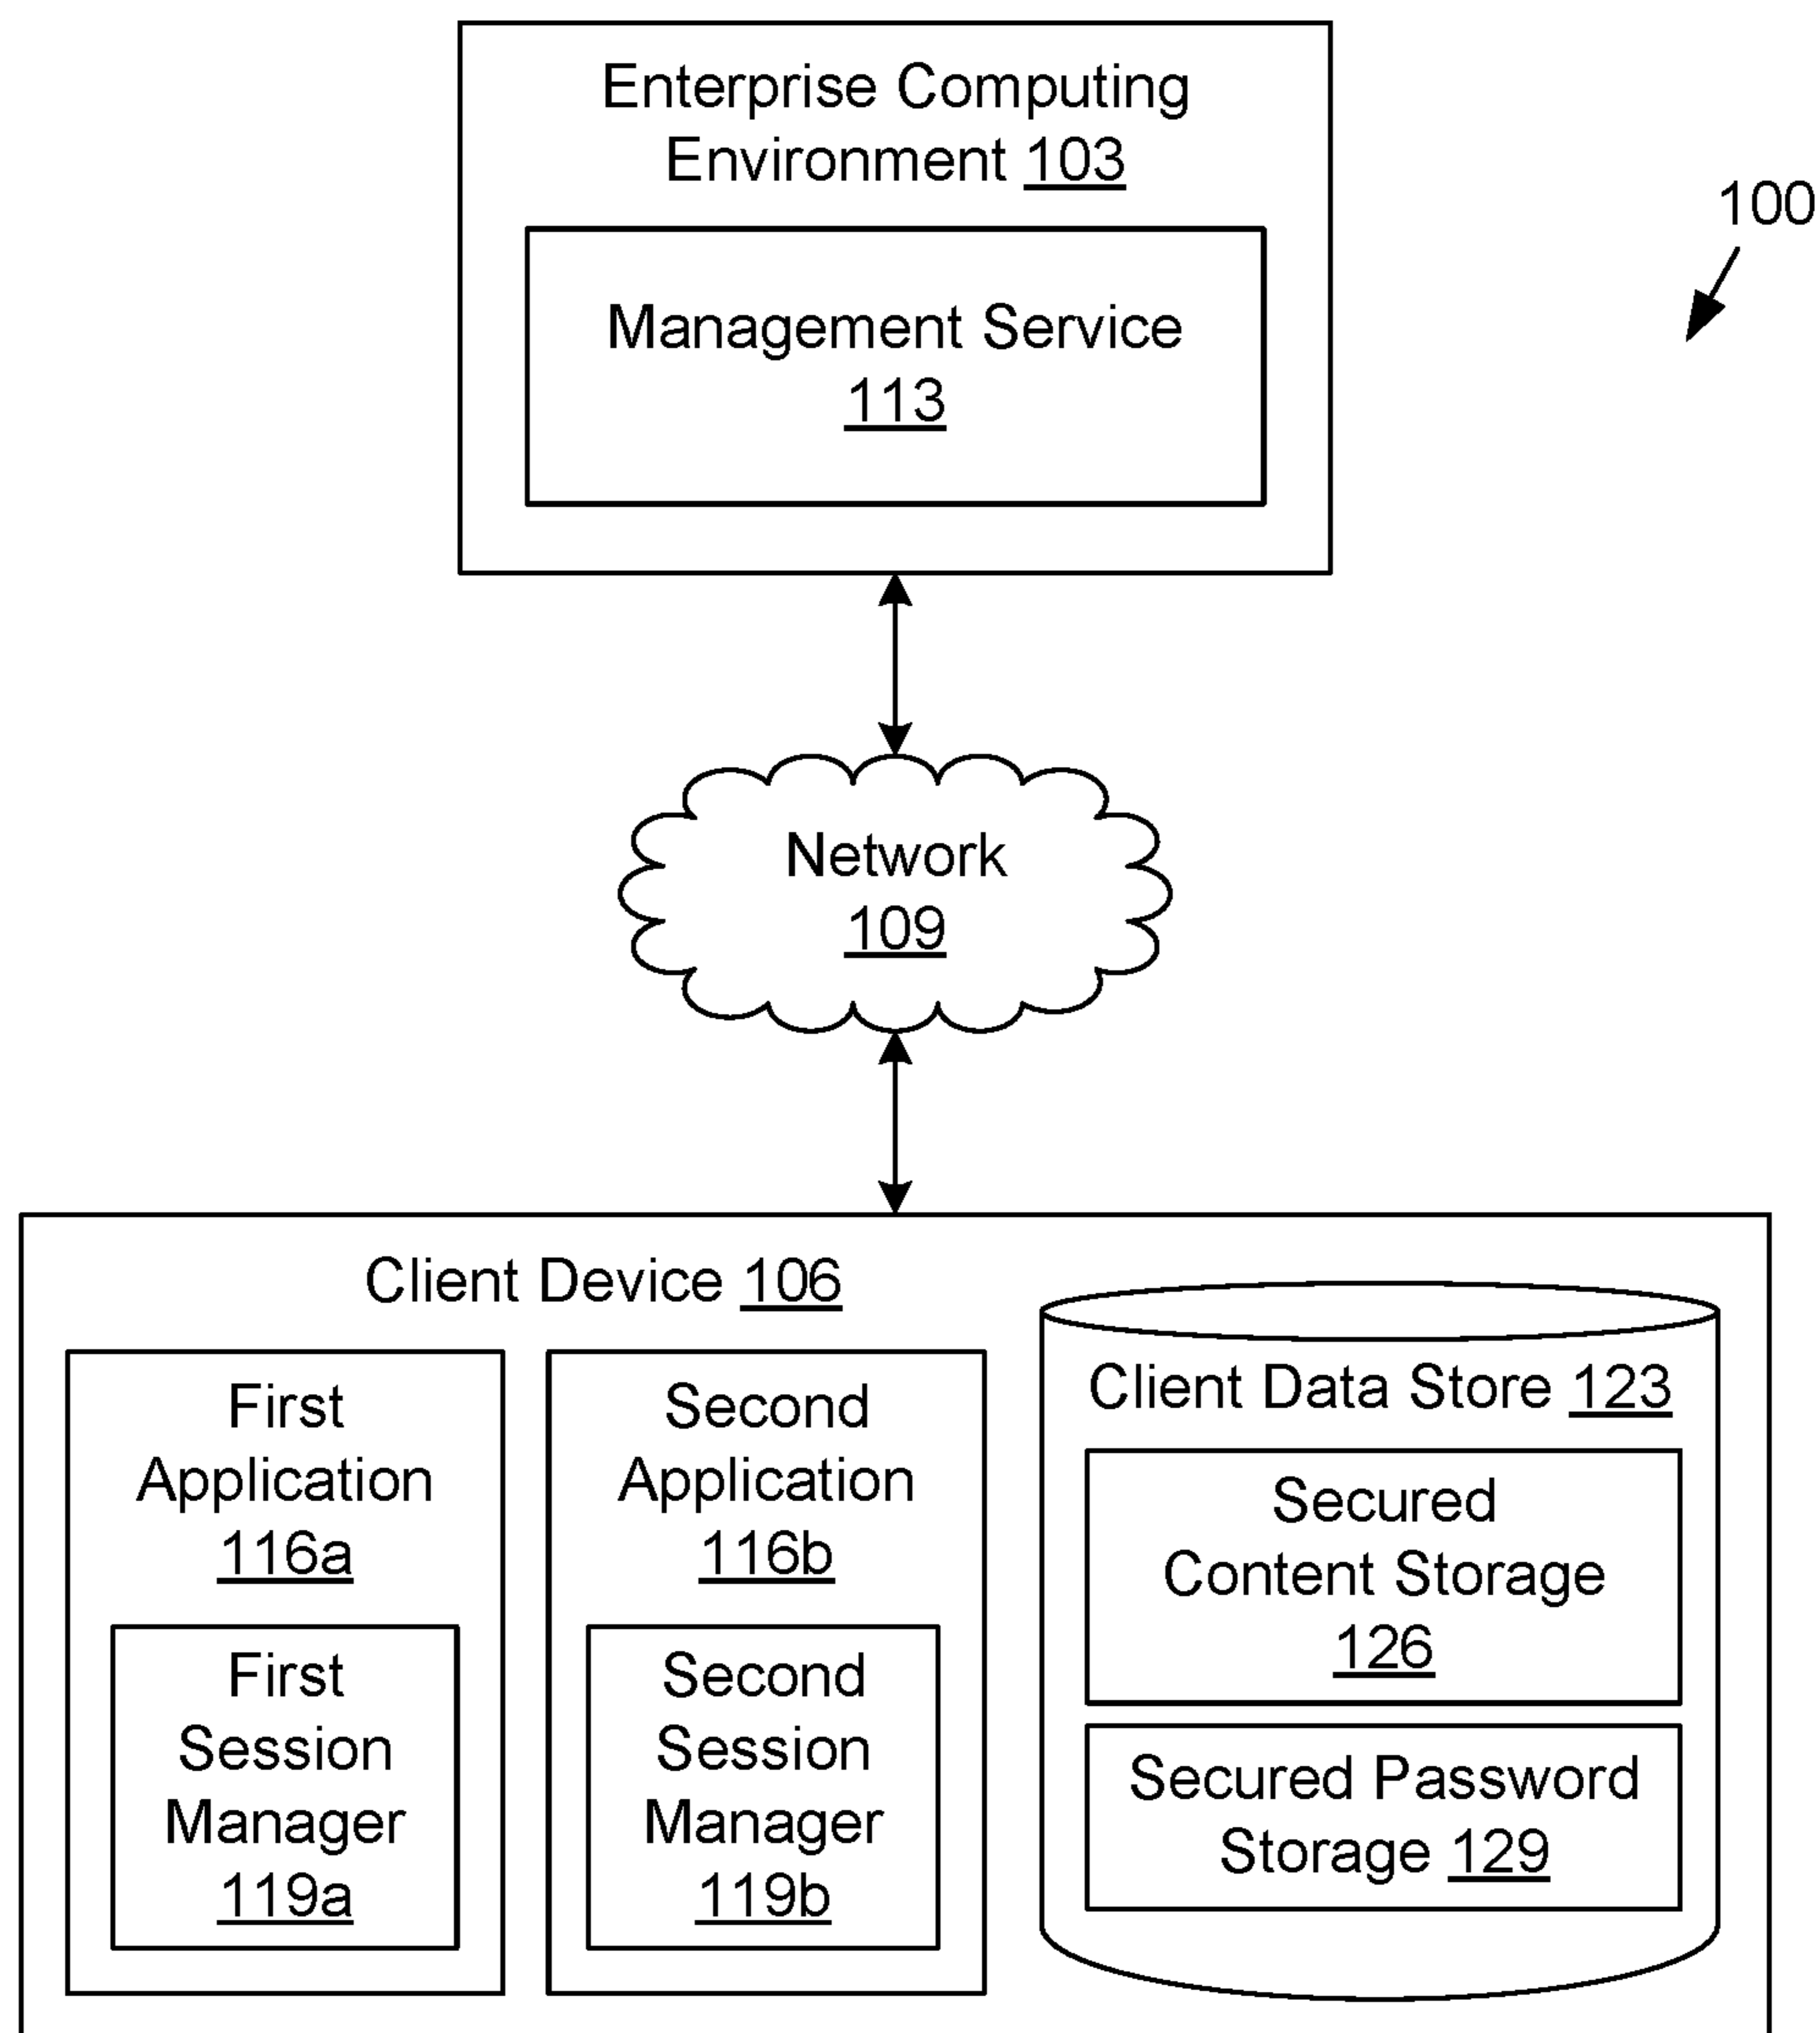 Enterprise Computing
Environment 103
100
Management Service
113
Network
109
Client Device 106
First
Application
116a
First
Session
Manager
119a
Second
Application
116b
Second
Session
Manager
119b
Client Data Store 123
Secured
Content Storage
126
Secured Password
Storage 129